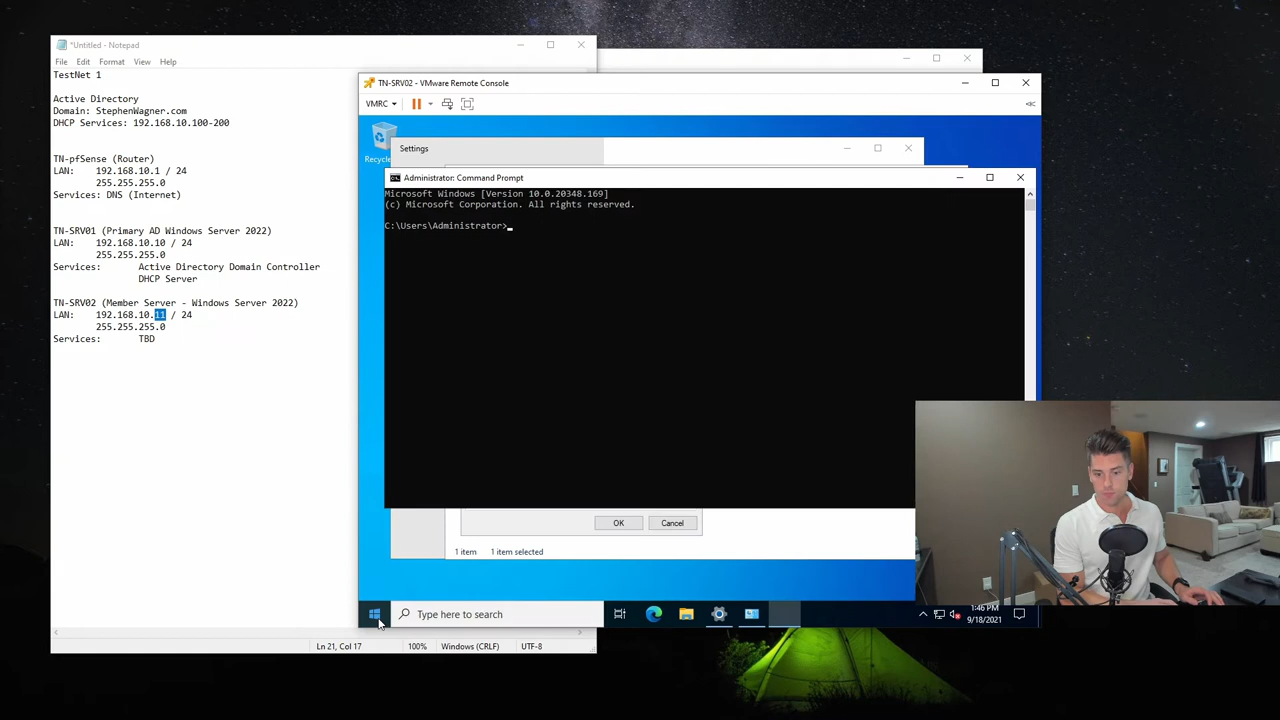 *Untitled - Notepad
File Edit Format View Help
TestNet 1
Active Directory
Domain: StephenWagner.com
DHCP Services: 192.168.10.100-200
TN-pfSense (Router)
LAN: 192.168.10.1 / 24
255.255.255.0
Services: DNS (Internet)
TN-SRV01 (Primary AD Windows Server 2022)
LAN: 192.168.10.10 / 24
255.255.255.0
Services: Active Directory Domain Controller
DHCP Server
TN-SRV02 (Member Server - Windows Server 2022)
LAN: 192.168.10.11 / 24
255.255.255.0
Services: TBD
Ln 21, Col 17 100% Windows (CRLF) UTF-8
TN-SRV02 - VMware Remote Console
VMRC
Settings
Administrator: Command Prompt
Microsoft Windows [Version 10.0.20348.169]
(c) Microsoft Corporation. All rights reserved.
C:\Users\Administrator>
OK Cancel
1 item 1 item selected
Type here to search
1:46 PM
9/18/2021